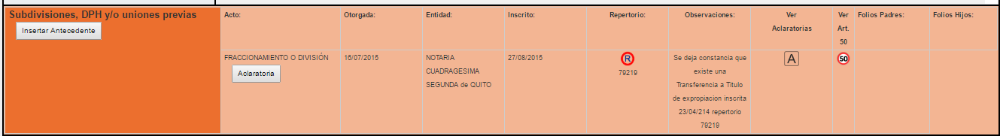 Subdivisiones, DPH y/o uniones previas
Insertar Antecedente
Acto:
Otorgada:
Entidad:
Inscrito:
Repertorio:
Observaciones:
Ver
Aclaratorias
Ver
Art.
50
Folios Padres:
Folios Hijos:
FRACCIONAMIENTO O DIVISIÓN
Aclaratoria
16/07/2015
NOTARIA
CUADRAGESIMA
SEGUNDA de QUITO
27/08/2015
R
79219
Se deja constancia que
existe una
Transferencia a Titulo
de expropiacion inscrita
23/04/214 repertorio
79219
A
50